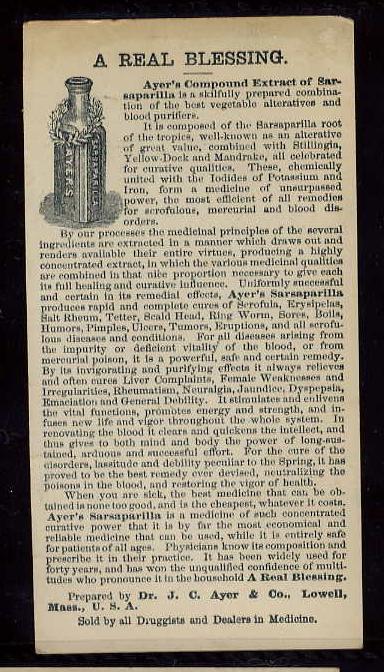 A REAL BLESSING.
Ayer's Compound Extract of Sar-
saparilla is a skilfully prepared combina-
tion of the best vegetable alteratives and
blood purifiers.
It is composed of the Sarsaparilla root
of the tropics, well-known as an alterative
of great value, combined with Stillingia,
Yellow-Dock and Mandrake, all celebrated
for curative qualities. These, chemically
united with the Iodides of Potassium and
Iron, form a medicine of unsurpassed
power, the most efficient of all remedies
for scrofulous, mercurial and blood dis-
orders.
AYER'S
SARSAPARILLA
By our processes the medicinal principles of the several
ingredients are extracted in a manner which draws out and
renders available their entire virtues, producing a highly
concentrated extract, in which the various medicinal qualities
are combined in that nice proportion necessary to give each
its full healing and curative influence. Uniformly successful
and certain in its remedial effects, Ayer's Sarsaparilla
produces rapid and complete cures of Scrofula, Erysipelas,
Salt Rheum, Tetter, Scald Head, Ring Worm, Sores, Boils,
Humors, Pimples, Ulcers, Tumors, Eruptions, and all scrofu-
lous diseases and conditions. For all diseases arising from
the impurity or deficient vitality of the blood, or from
mercurial poison, it is a powerful, safe and certain remedy.
By its invigorating and purifying effects it always relieves
and often cures Liver Complaints, Female Weaknesses and
Irregularities, Rheumatism, Neuralgia, Jaundice, Dyspepsia,
Emaciation and General Debility. It stimulates and enlivens
the vital functions, promotes energy and strength, and in-
fuses new life and vigor throughout the whole system. In
renovating the blood it clears and quickens the intellect, and
thus gives to both mind and body the power of long-sus-
tained, arduous and successful effort. For the cure of the
disorders, lassitude and debility peculiar to the Spring, it has
proved to be the best remedy ever devised, neutralizing the
poisons in the blood, and restoring the vigor of health.
When you are sick, the best medicine that can be ob-
tained is none too good, and is the cheapest, whatever it costs.
Ayer's Sarsaparilla is a medicine of such concentrated
curative power that it is by far the most economical and
reliable medicine that can be used, while it is entirely safe
for patients of all ages. Physicians know its composition and
prescribe it in their practice. It has been widely used for
forty years, and has won the unqualified confidence of multi-
tudes who pronounce it in the household A Real Blessing.
Prepared by Dr. J. C. Ayer & Co., Lowell,
Mass., U. S. A.
Sold by all Druggists and Dealers in Medicine.